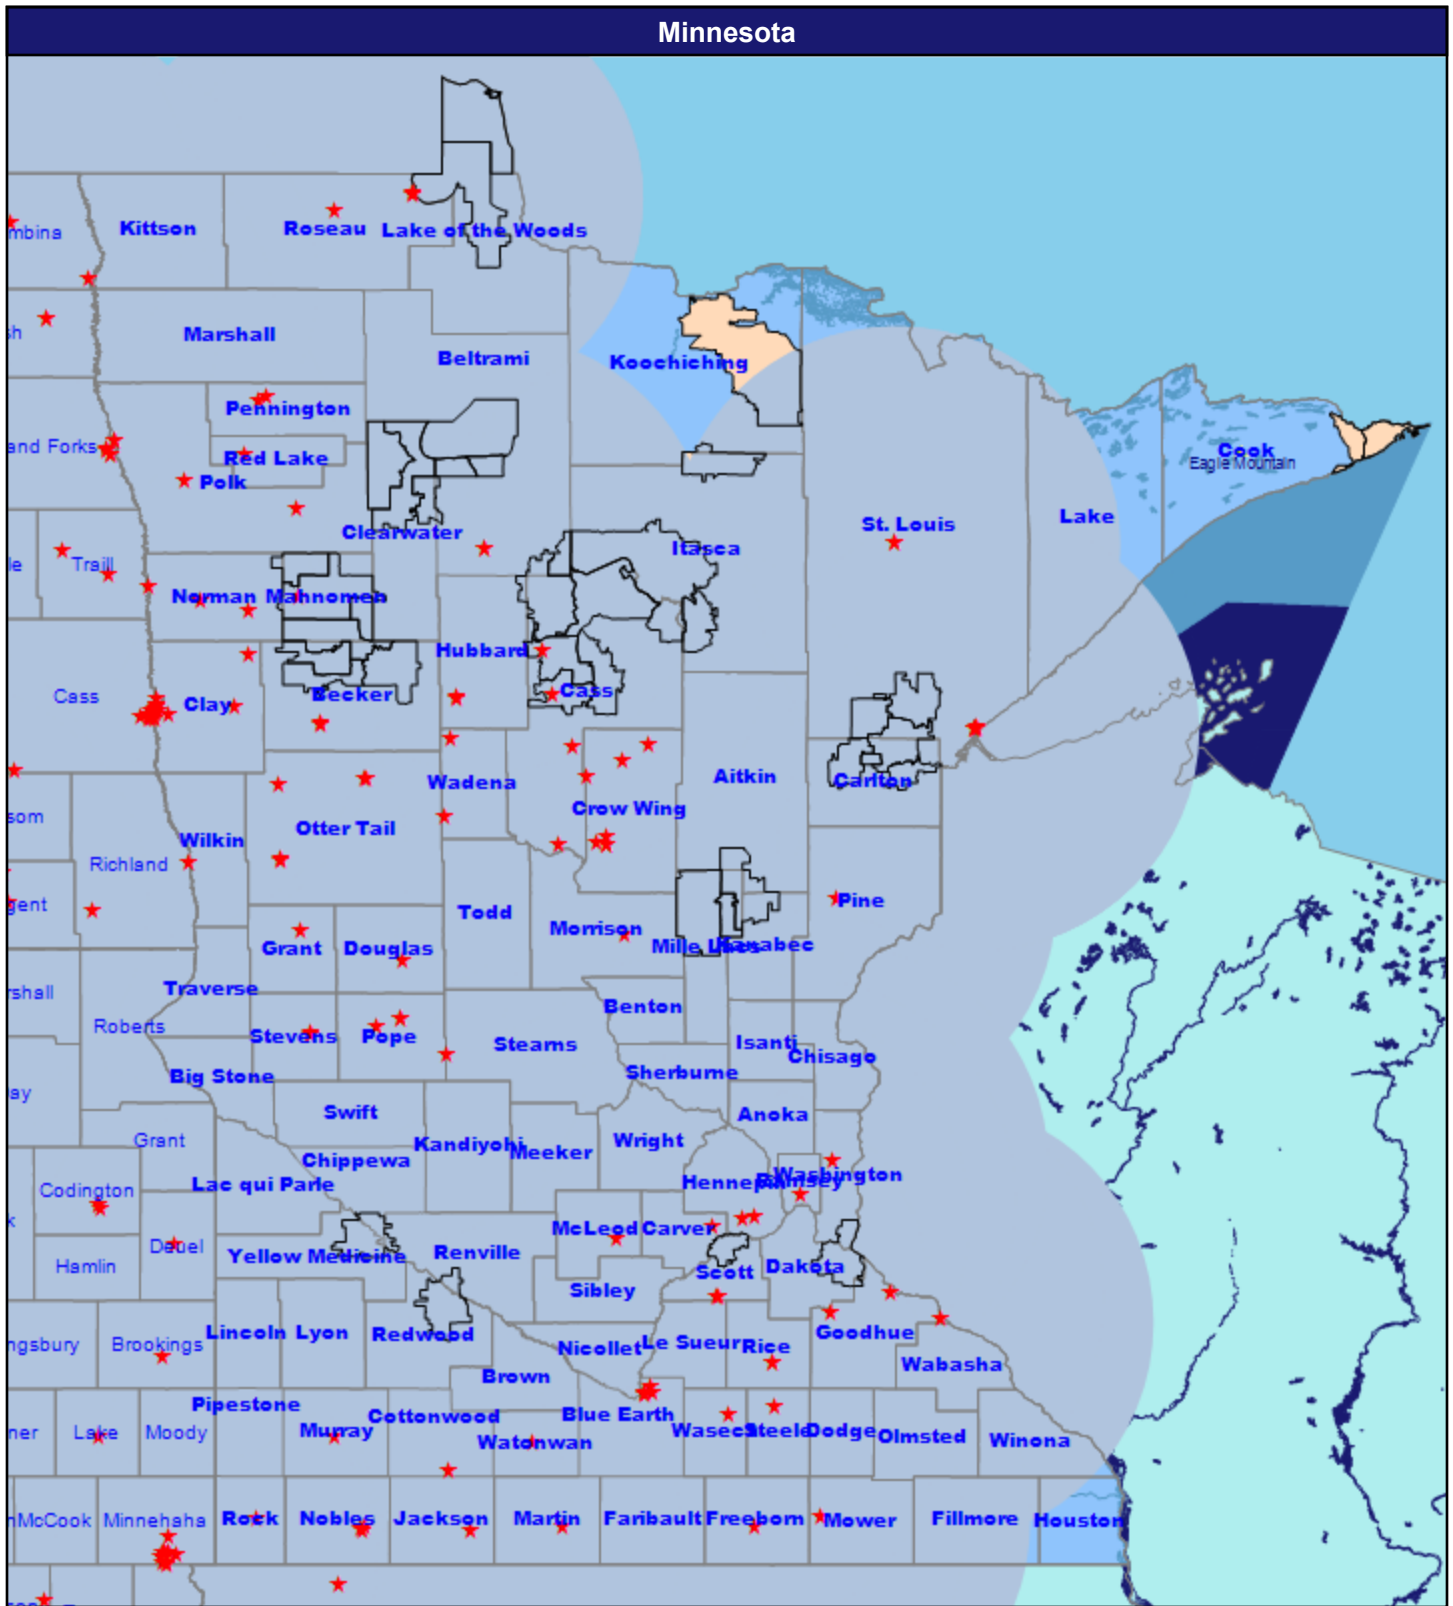 Minnesota
mbina
Kittson
Roseau
Lake of the Woods
sh
Marshall
Beltrami
Koochiching
Pennington
and Forks
Red Lake
Polk
Cook
Eagle Mountain
Clearwater
St. Louis
Lake
Itasca
le
Traill
Norman
Mahnomen
Hubbard
Cass
Clay
Becker
Cass
Wadena
Aitkin
Carlton
Crow Wing
som
Otter Tail
Wilkin
Richland
gent
Todd
Pine
Morrison
Grant
Douglas
Mille Lacs
Kanabec
rshall
Traverse
Benton
Roberts
Stevens
Pope
Stearns
Isanti
Chisago
Big Stone
Sherburne
ay
Swift
Anoka
Grant
Kandiyohi
Meeker
Wright
Chippewa
Codington
Lac qui Parle
Hennepin
Ramsey
Washington
k
McLeod
Carver
Deuel
Yellow Medicine
Renville
Hamlin
Scott
Dakota
Sibley
Lincoln
Lyon
Redwood
Goodhue
ngsbury
Brookings
Nicollet
Le Sueur
Rice
Wabasha
Brown
Pipestone
Cottonwood
Blue Earth
ner
Lake
Moody
Murray
Watonwan
Waseca
Steele
Dodge
Olmsted
Winona
McCook
Minnehaha
Rock
Nobles
Jackson
Martin
Faribault
Freeborn
Mower
Fillmore
Houston